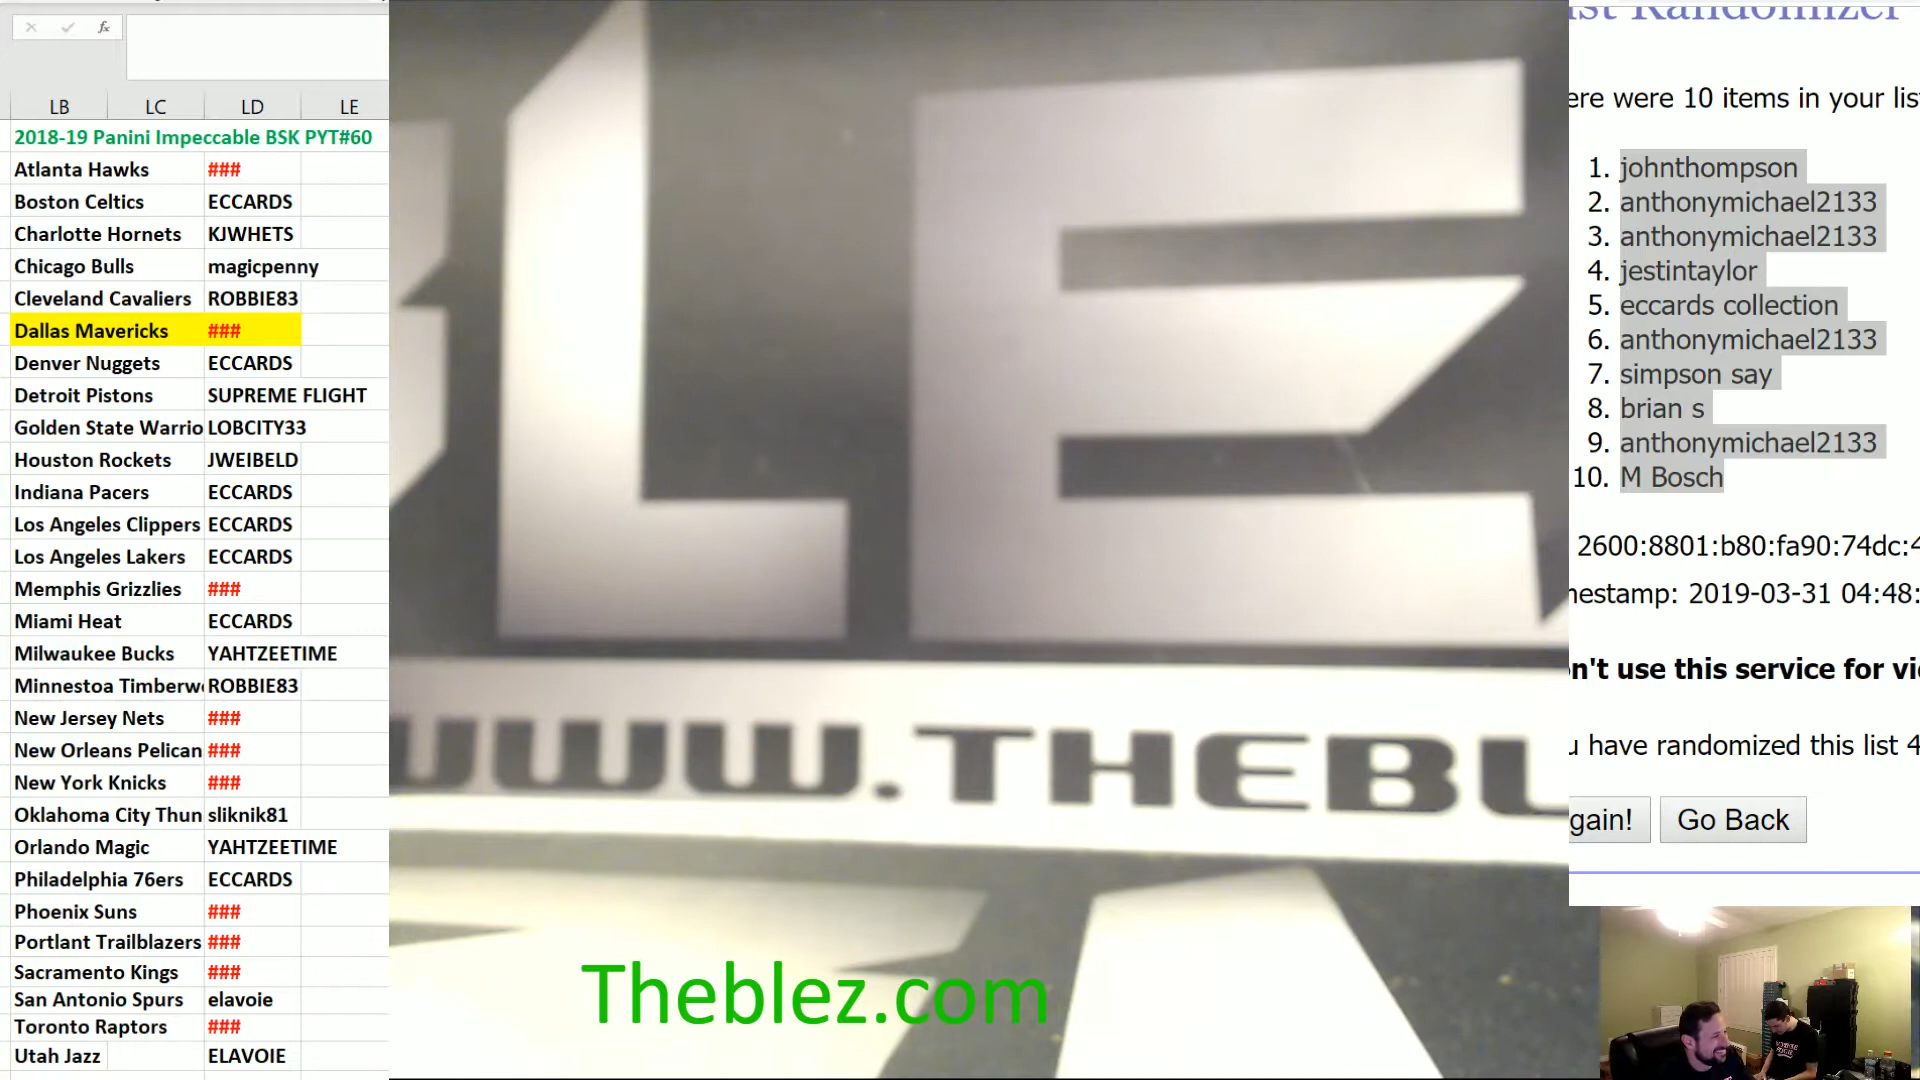 LB LC LD LE
2018-19 Panini Impeccable BSK PYT#60
Atlanta Hawks ###
Boston Celtics ECCARDS
Charlotte Hornets KJWHETS
Chicago Bulls magicpenny
Cleveland Cavaliers ROBBIE83
Dallas Mavericks ###
Denver Nuggets ECCARDS
Detroit Pistons SUPREME FLIGHT
Golden State Warrio LOBCITY33
Houston Rockets JWEIBELD
Indiana Pacers ECCARDS
Los Angeles Clippers ECCARDS
Los Angeles Lakers ECCARDS
Memphis Grizzlies ###
Miami Heat ECCARDS
Milwaukee Bucks YAHTZEETIME
Minnestoa Timberw ROBBIE83
New Jersey Nets ###
New Orleans Pelican ###
New York Knicks ###
Oklahoma City Thun sliknik81
Orlando Magic YAHTZEETIME
Philadelphia 76ers ECCARDS
Phoenix Suns ###
Portlant Trailblazers ###
Sacramento Kings ###
San Antonio Spurs elavoie
Toronto Raptors ###
Utah Jazz ELAVOIE
LE
WWW.THEBL
Theblez.com
ist Randomizer
ere were 10 items in your lis
1. johnthompson
2. anthonymichael2133
3. anthonymichael2133
4. jestintaylor
5. eccards collection
6. anthonymichael2133
7. simpson say
8. brian s
9. anthonymichael2133
10. M Bosch
2600:8801:b80:fa90:74dc:4
nestamp: 2019-03-31 04:48:
n't use this service for vi
u have randomized this list 4
gain! Go Back